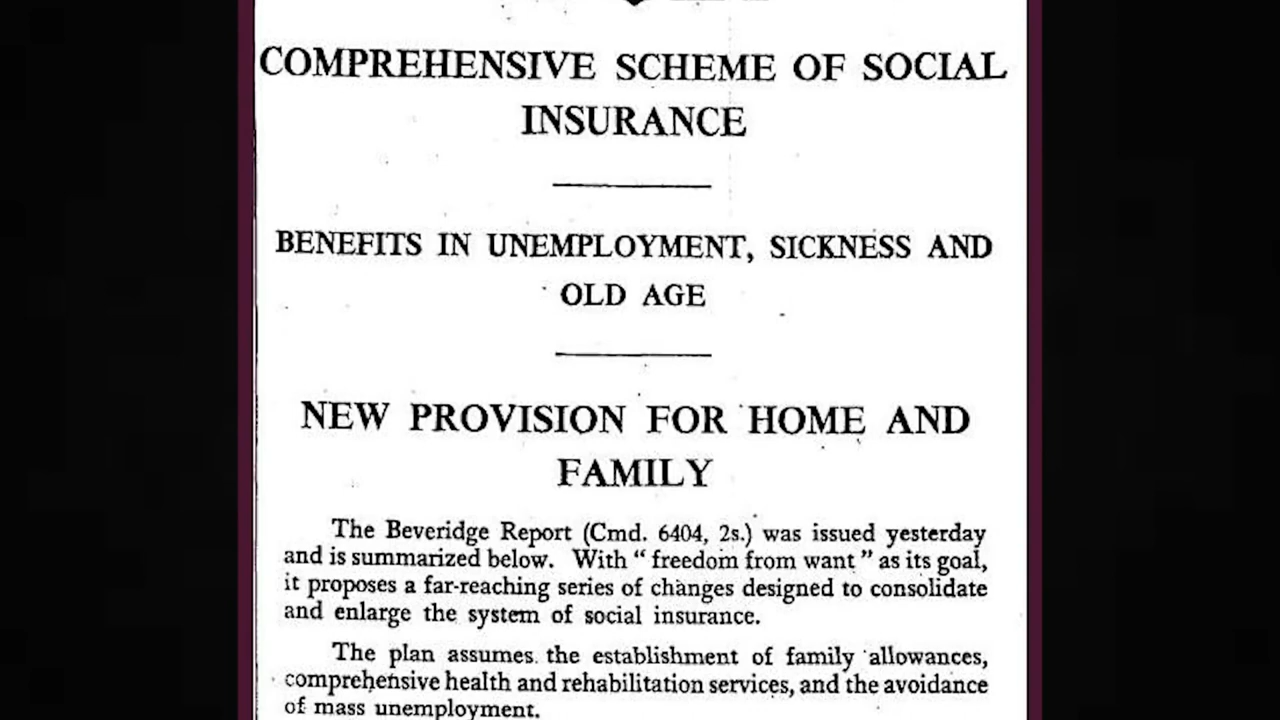 COMPREHENSIVE SCHEME OF SOCIAL
INSURANCE
BENEFITS IN UNEMPLOYMENT, SICKNESS AND
OLD AGE
NEW PROVISION FOR HOME AND
FAMILY
The Beveridge Report (Cmd. 6404, 2s.) was issued yesterday
and is summarized below. With “ freedom from want ” as its goal,
it proposes a far-reaching series of changes designed to consolidate
and enlarge the system of social insurance.
The plan assumes the establishment of family allowances,
comprehensive health and rehabilitation services, and the avoidance
of mass unemployment.